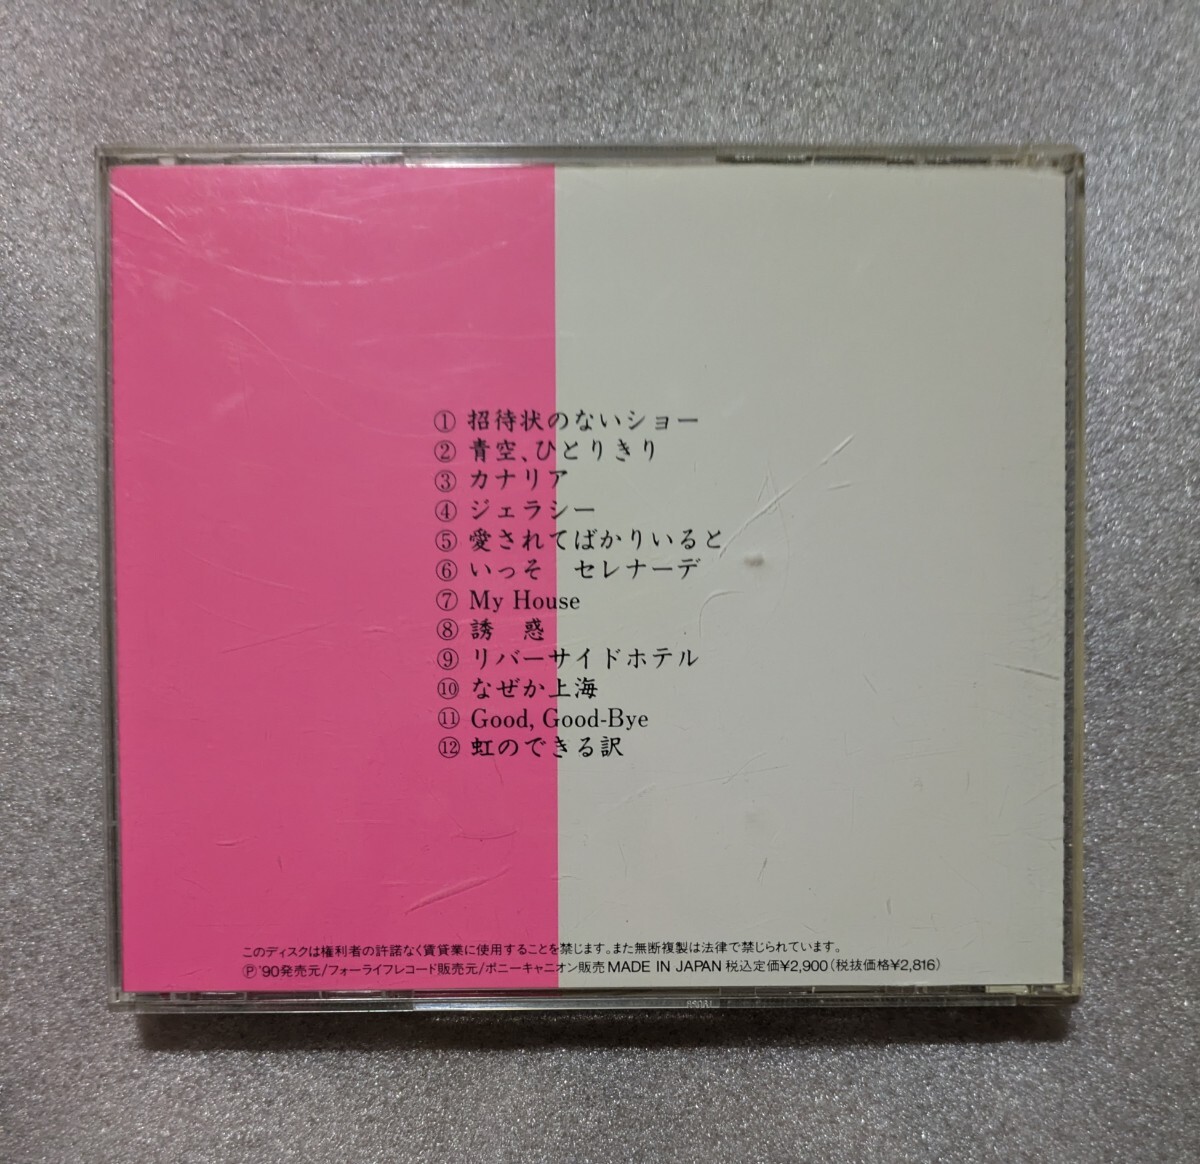 ① 招待状のないショー
② 青空、ひとりきり
③ カナリア
④ ジェラシー
⑤ 愛されてばかりいると
⑥ いっそ　セレナーデ
⑦ My House
⑧ 誘　惑
⑨ リバーサイドホテル
⑩ なぜか上海
⑪ Good, Good-Bye
⑫ 虹のできる訳
このディスクは権利者の許諾なく賃貸業に使用することを禁じます。また無断複製は法律で禁じられています。
Ⓟ '90発売元/フォーライフレコード販売元/ポニーキャニオン販売 MADE IN JAPAN 税込定価¥2,900(税抜価格¥2,816)